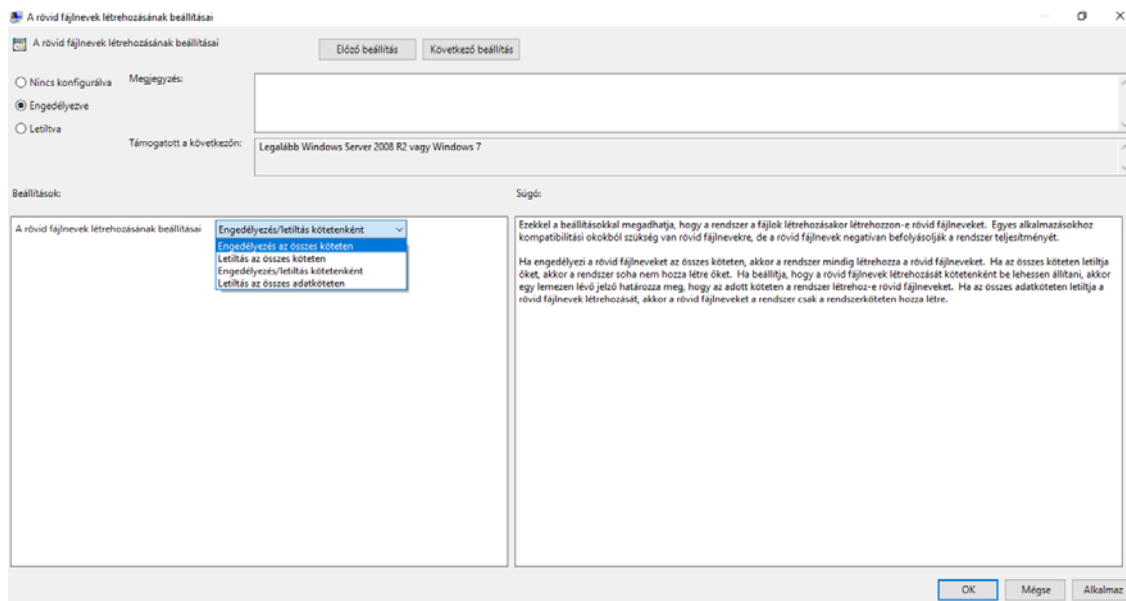 A rövid fájlnevek létrehozásának beállításai
A rövid fájlnevek létrehozásának beállításai
Előző beállítás
Következő beállítás
Nincs konfigurálva
Megjegyzés:
Engedélyezve
Letiltva
Támogatott a következőn:
Legalább Windows Server 2008 R2 vagy Windows 7
Beállítások:
Súgó:
A rövid fájlnevek létrehozásának beállításai
Engedélyezés/letiltás kötetenként
Engedélyezés az összes köteten
Letiltás az összes köteten
Engedélyezés/letiltás kötetenként
Letiltás az összes adatköteten
Ezekkel a beállításokkal megadhatja, hogy a rendszer a fájlok létrehozásakor létrehozzon-e rövid fájlneveket. Egyes alkalmazásokhoz
kompatibilitási okokból szükség van rövid fájlnevekre, de a rövid fájlnevek negatívan befolyásolják a rendszer teljesítményét.
Ha engedélyezi a rövid fájlneveket az összes köteten, akkor a rendszer mindig létrehozza a rövid fájlneveket. Ha az összes köteten letiltja
őket, akkor a rendszer soha nem hozza létre őket. Ha beállítja, hogy a rövid fájlnevek létrehozását kötetenként be lehessen állítani, akkor
egy lemezen lévő jelző határozza meg, hogy az adott köteten a rendszer létrehoz-e rövid fájlneveket. Ha az összes adatköteten letiltja a
rövid fájlnevek létrehozását, akkor a rövid fájlneveket a rendszer csak a rendszerköteten hozza létre.
OK
Mégse
Alkalmaz